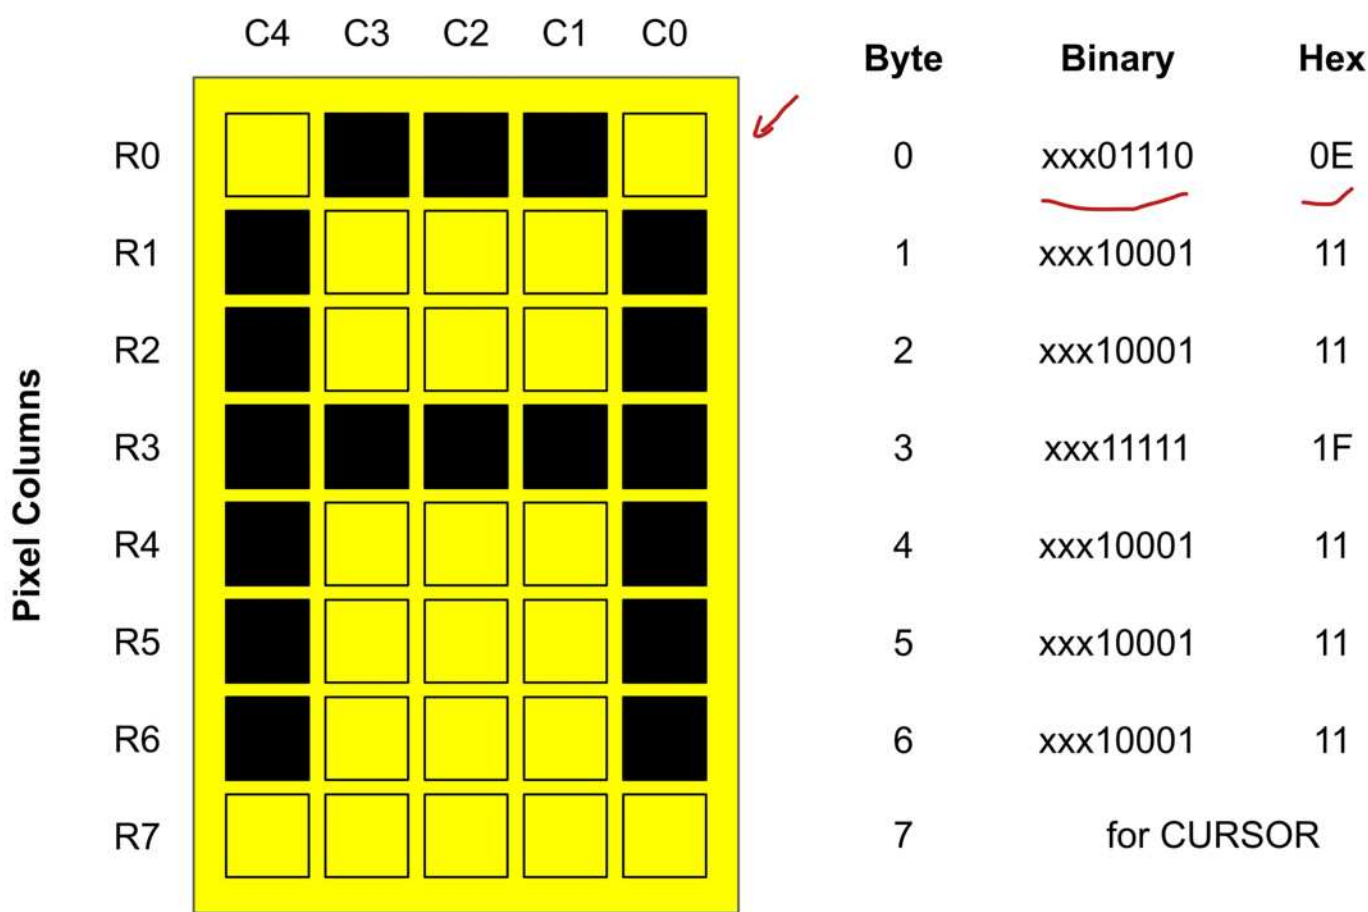 C4 C3 C2 C1 C0
Byte Binary Hex
R0 0 xxx01110 0E
R1 1 xxx10001 11
R2 2 xxx10001 11
R3 3 xxx11111 1F
R4 4 xxx10001 11
R5 5 xxx10001 11
R6 6 xxx10001 11
R7 7 for CURSOR
Pixel Columns